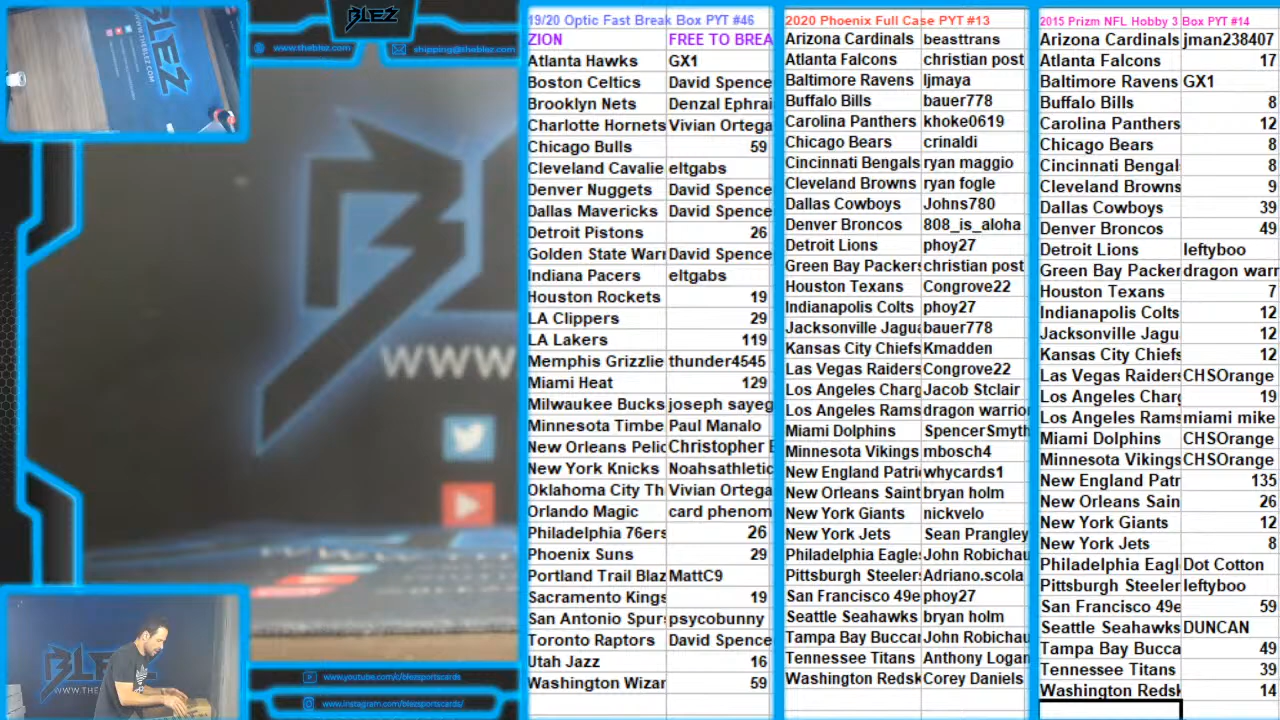 BLEZ
www.theblez.com
shipping@theblez.com
BLEZ
WWW.THEBLEZ.COM
WWW
BLEZ
WWW.THE
www.youtube.com/c/blezsportscards
www.instagram.com/blezsportscards/
19/20 Optic Fast Break Box PYT #46
ZION FREE TO BREA
Atlanta Hawks GX1
Boston Celtics David Spence
Brooklyn Nets Denzal Ephrai
Charlotte Hornets Vivian Ortega
Chicago Bulls 59
Cleveland Cavalie eltgabs
Denver Nuggets David Spence
Dallas Mavericks David Spence
Detroit Pistons 26
Golden State Warr David Spence
Indiana Pacers eltgabs
Houston Rockets 19
LA Clippers 29
LA Lakers 119
Memphis Grizzlie thunder4545
Miami Heat 129
Milwaukee Bucks joseph sayeg
Minnesota Timbe Paul Manalo
New Orleans Pelic Christopher E
New York Knicks Noahsathletic
Oklahoma City Th Vivian Ortega
Orlando Magic card phenom
Philadelphia 76ers 26
Phoenix Suns 29
Portland Trail Blaz MattC9
Sacramento Kings 19
San Antonio Spurs psycobunny
Toronto Raptors David Spence
Utah Jazz 16
Washington Wizar 59
2020 Phoenix Full Case PYT #13
Arizona Cardinals beasttrans
Atlanta Falcons christian post
Baltimore Ravens ljmaya
Buffalo Bills bauer778
Carolina Panthers khoke0619
Chicago Bears crinaldi
Cincinnati Bengals ryan maggio
Cleveland Browns ryan fogle
Dallas Cowboys Johns780
Denver Broncos 808_is_aloha
Detroit Lions phoy27
Green Bay Packers christian post
Houston Texans Congrove22
Indianapolis Colts phoy27
Jacksonville Jagua bauer778
Kansas City Chiefs Kmadden
Las Vegas Raiders Congrove22
Los Angeles Charg Jacob Stclair
Los Angeles Rams dragon warrior
Miami Dolphins SpencerSmyth
Minnesota Vikings mbosch4
New England Patri whycards1
New Orleans Saint bryan holm
New York Giants nickvelo
New York Jets Sean Prangley
Philadelphia Eagle John Robichau
Pittsburgh Steeler Adriano.scola
San Francisco 49e phoy27
Seattle Seahawks bryan holm
Tampa Bay Buccar John Robichau
Tennessee Titans Anthony Logan
Washington Redsk Corey Daniels
2015 Prizm NFL Hobby 3 Box PYT #14
Arizona Cardinals jman238407
Atlanta Falcons 17
Baltimore Ravens GX1
Buffalo Bills 8
Carolina Panthers 12
Chicago Bears 8
Cincinnati Bengal 8
Cleveland Browns 9
Dallas Cowboys 39
Denver Broncos 49
Detroit Lions leftyboo
Green Bay Packer dragon warr
Houston Texans 7
Indianapolis Colts 12
Jacksonville Jagu 12
Kansas City Chiefs 12
Las Vegas Raiders CHSOrange
Los Angeles Charg 19
Los Angeles Rams miami mike
Miami Dolphins CHSOrange
Minnesota Vikings CHSOrange
New England Patr 135
New Orleans Sain 26
New York Giants 12
New York Jets 8
Philadelphia Eagl Dot Cotton
Pittsburgh Steeler leftyboo
San Francisco 49e 59
Seattle Seahawks DUNCAN
Tampa Bay Bucca 49
Tennessee Titans 39
Washington Redsk 14